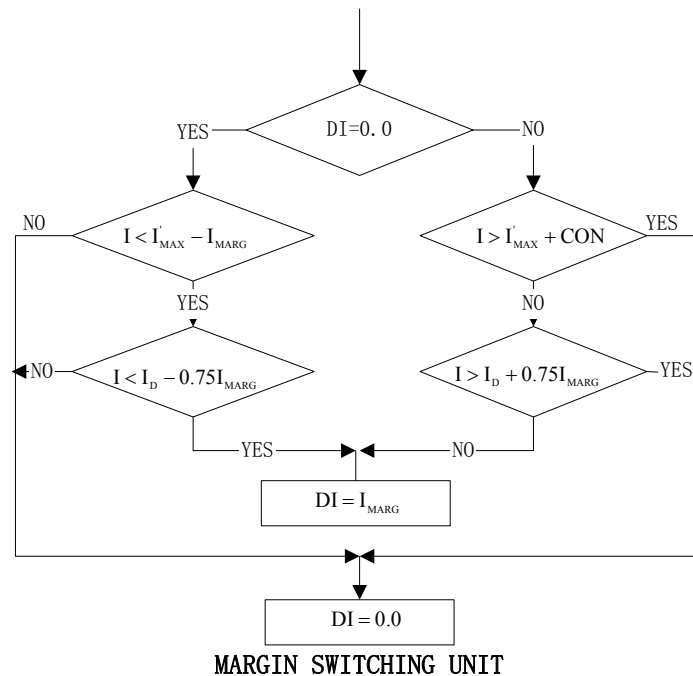 DI=0.0
YES
NO
I < I'MAX − IMARG
I > I'MAX + CON
NO
YES
YES
NO
I < ID − 0.75IMARG
I > ID + 0.75IMARG
NO
YES
YES
NO
DI = IMARG
DI = 0.0
MARGIN SWITCHING UNIT